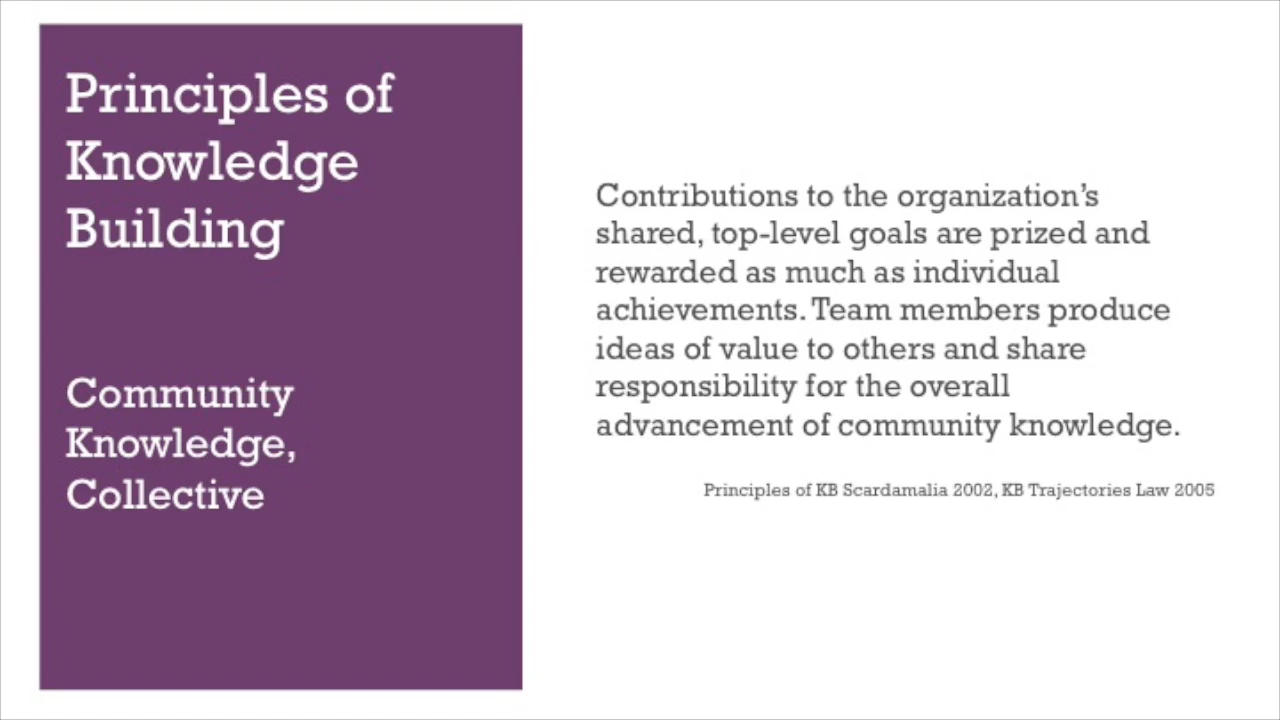 Principles of
Knowledge
Building
Community
Knowledge,
Collective
Contributions to the organization’s
shared, top-level goals are prized and
rewarded as much as individual
achievements. Team members produce
ideas of value to others and share
responsibility for the overall
advancement of community knowledge.
Principles of KB Scardamalia 2002, KB Trajectories Law 2005